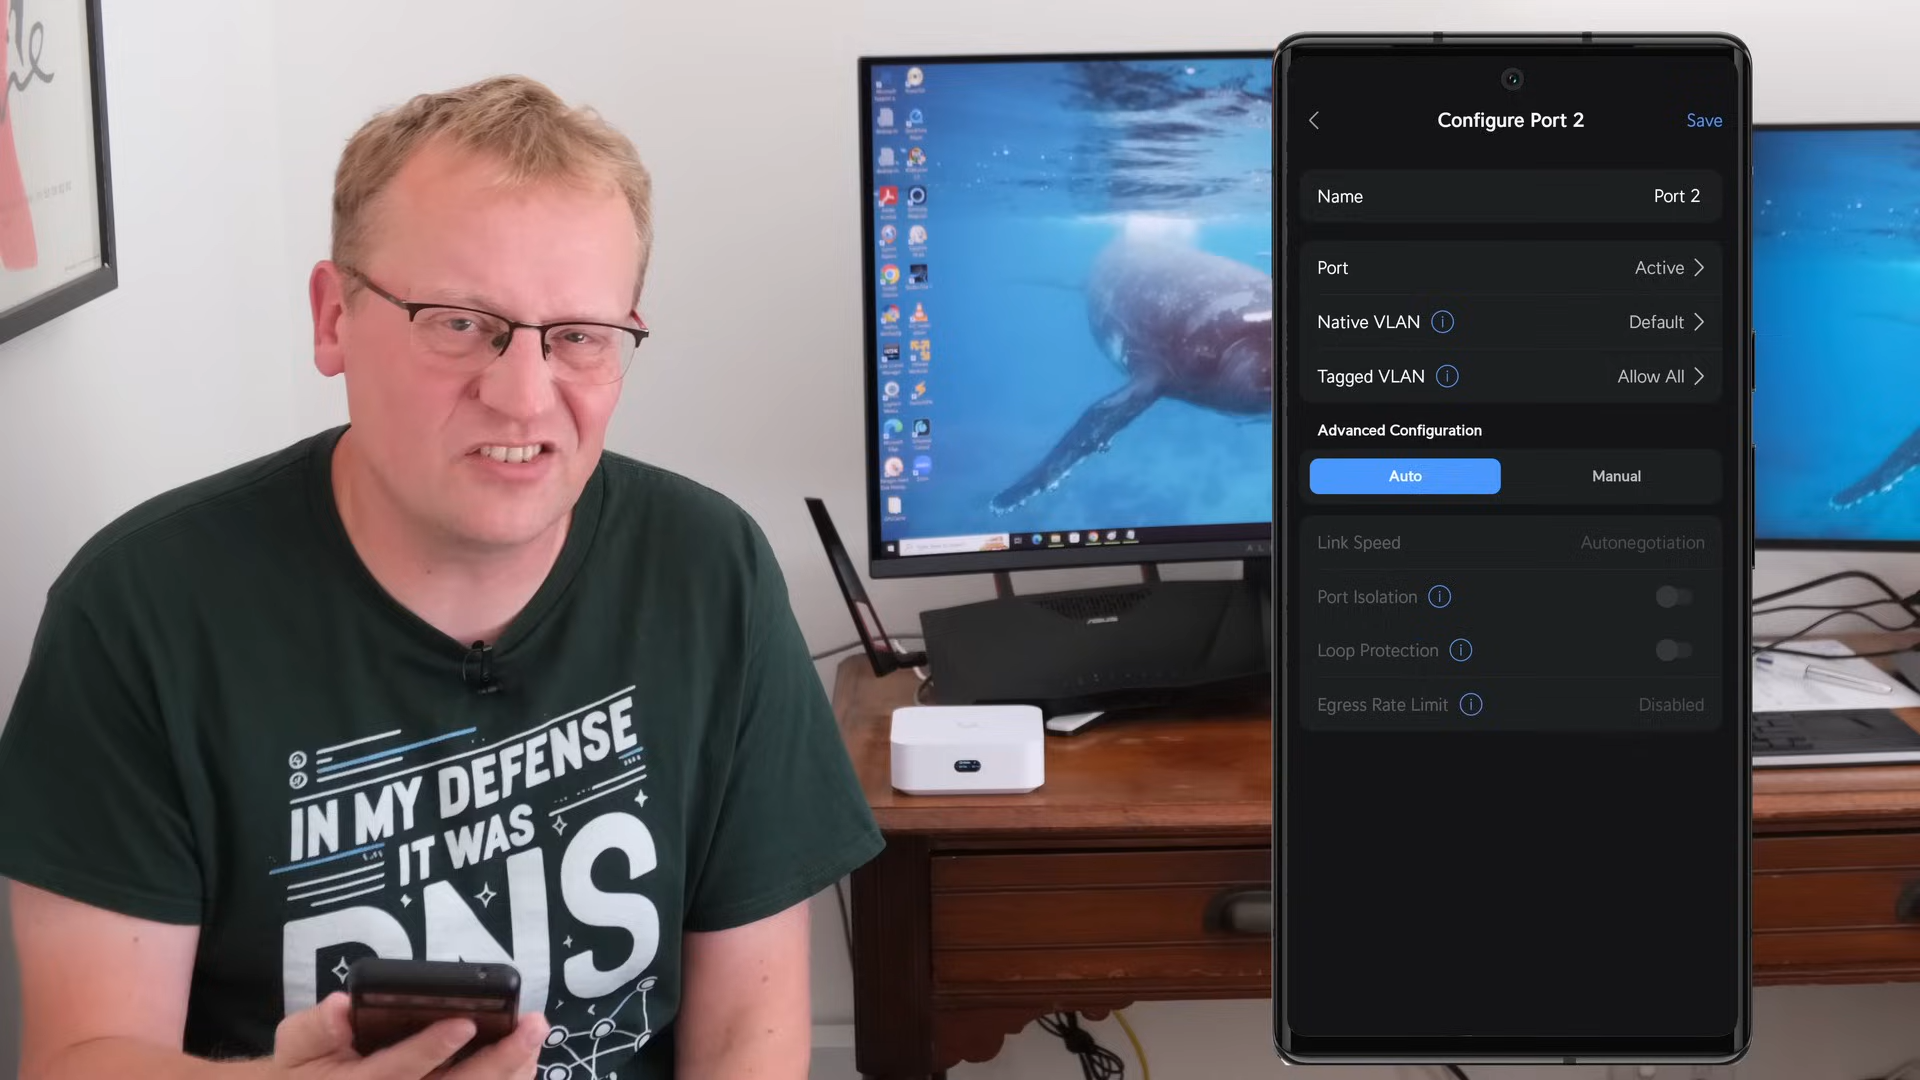 IN MY DEFENSE
IT WAS
DNS
ASUS
Configure Port 2
Save
Name
Port 2
Port
Active
Native VLAN
Default
Tagged VLAN
Allow All
Advanced Configuration
Auto
Manual
Link Speed
Autonegotiation
Port Isolation
Loop Protection
Egress Rate Limit
Disabled